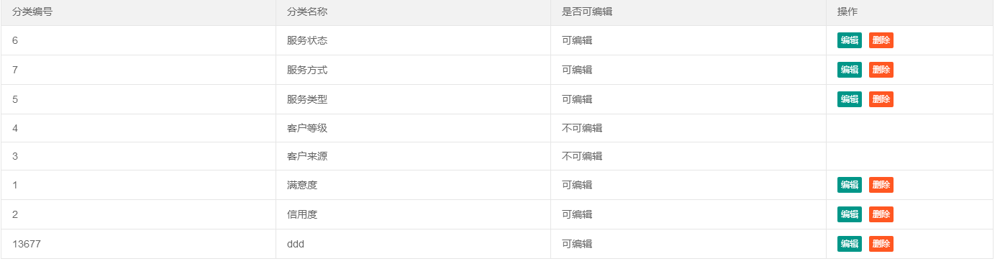 分类编号 分类名称 是否可编辑 操作
6 服务状态 可编辑 编辑 删除
7 服务方式 可编辑 编辑 删除
5 服务类型 可编辑 编辑 删除
4 客户等级 不可编辑
3 客户来源 不可编辑
1 满意度 可编辑 编辑 删除
2 信用度 可编辑 编辑 删除
13677 ddd 可编辑 编辑 删除